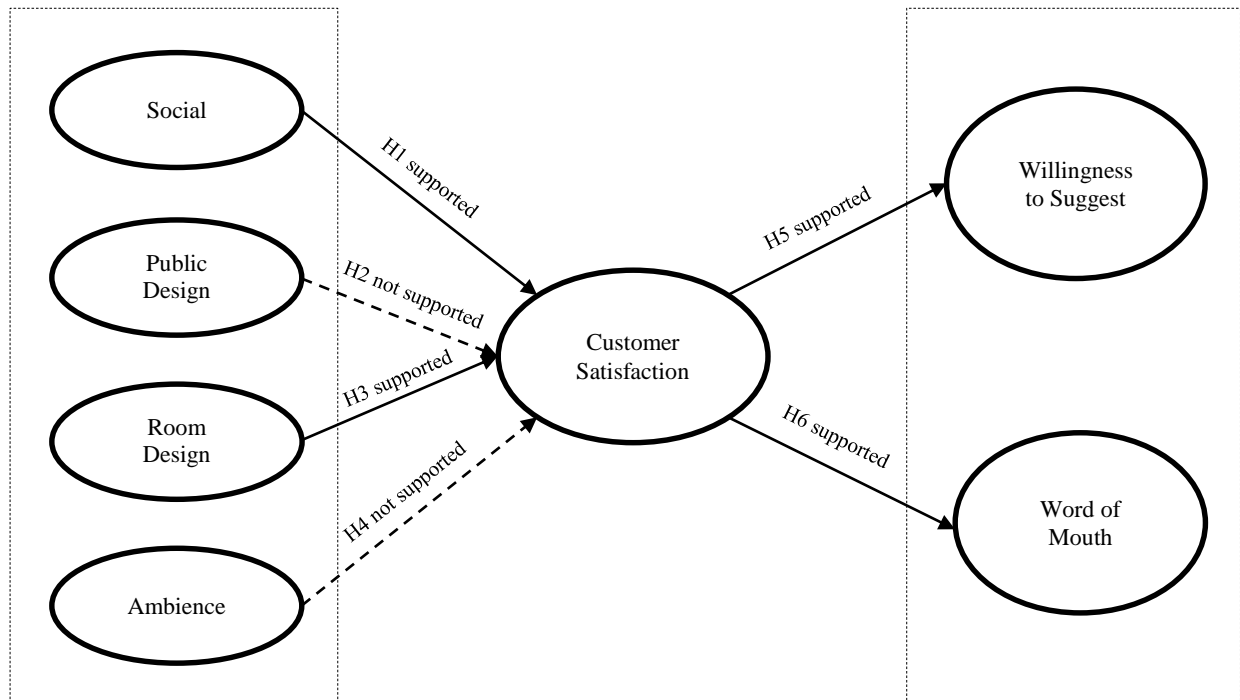 Social
H1 supported
Public
Design
H2 not supported
Room
Design
H3 supported
Ambience
H4 not supported
Customer
Satisfaction
H5 supported
Willingness
to Suggest
H6 supported
Word of
Mouth